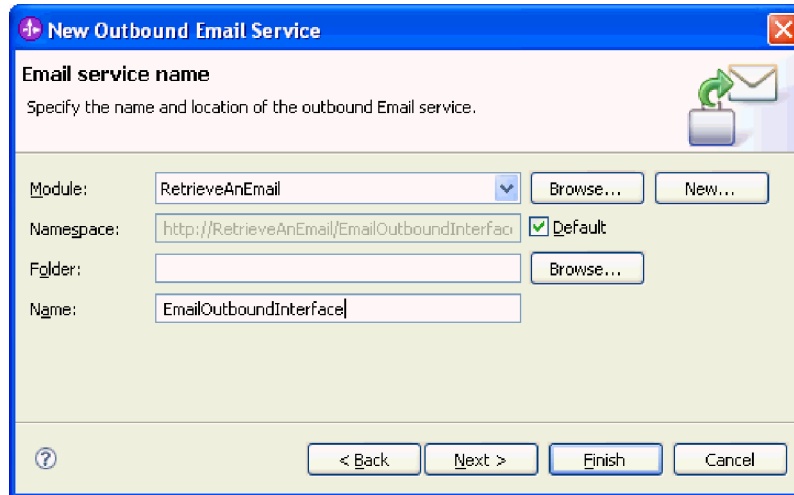 New Outbound Email Service
Email service name
Specify the name and location of the outbound Email service.
Module: RetrieveAnEmail Browse... New...
Namespace: http://RetrieveAnEmail/EmailOutboundInterfac Default
Folder: Browse...
Name: EmailOutboundInterface
? < Back Next > Finish Cancel